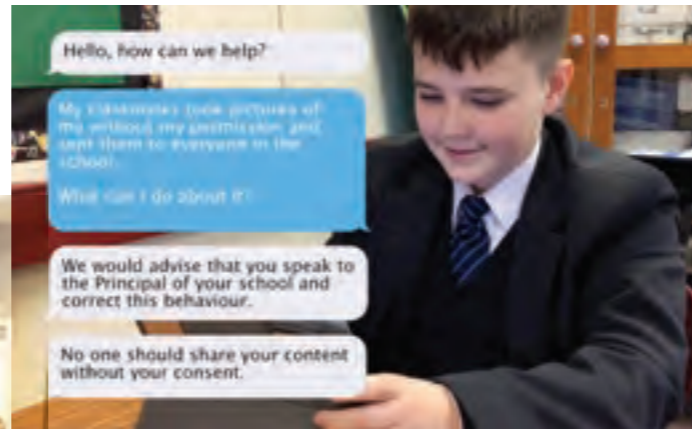 Hello, how can we help?
My classmates took pictures of
me without my permission and
sent them to everyone in the
school.
What can I do about it?
We would advise that you speak to
the Principal of your school and
correct this behaviour.
No one should share your content
without your consent.